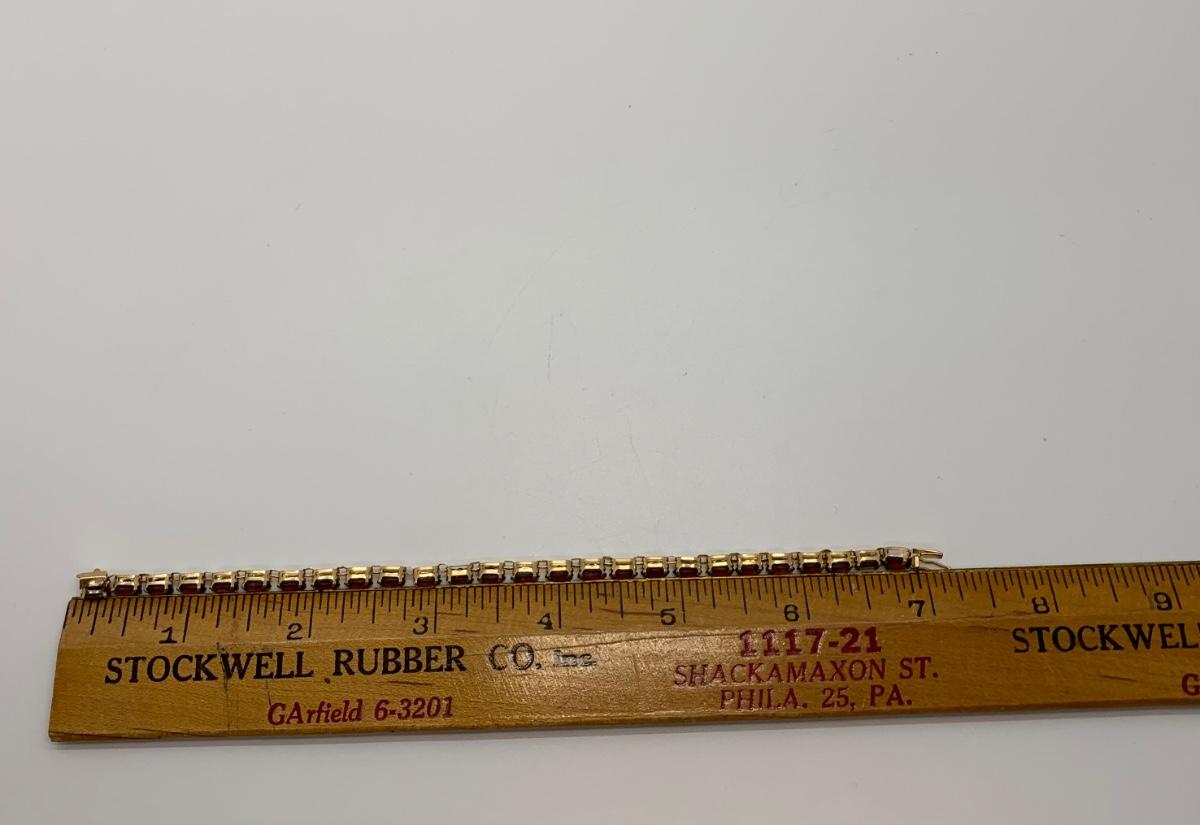 1 2 3 4 5 6 7 8 9
STOCKWELL RUBBER CO, Inc.
GArfield 6-3201
1117-21
SHACKAMAXON ST.
PHILA. 25, PA.
STOCKWEL
G